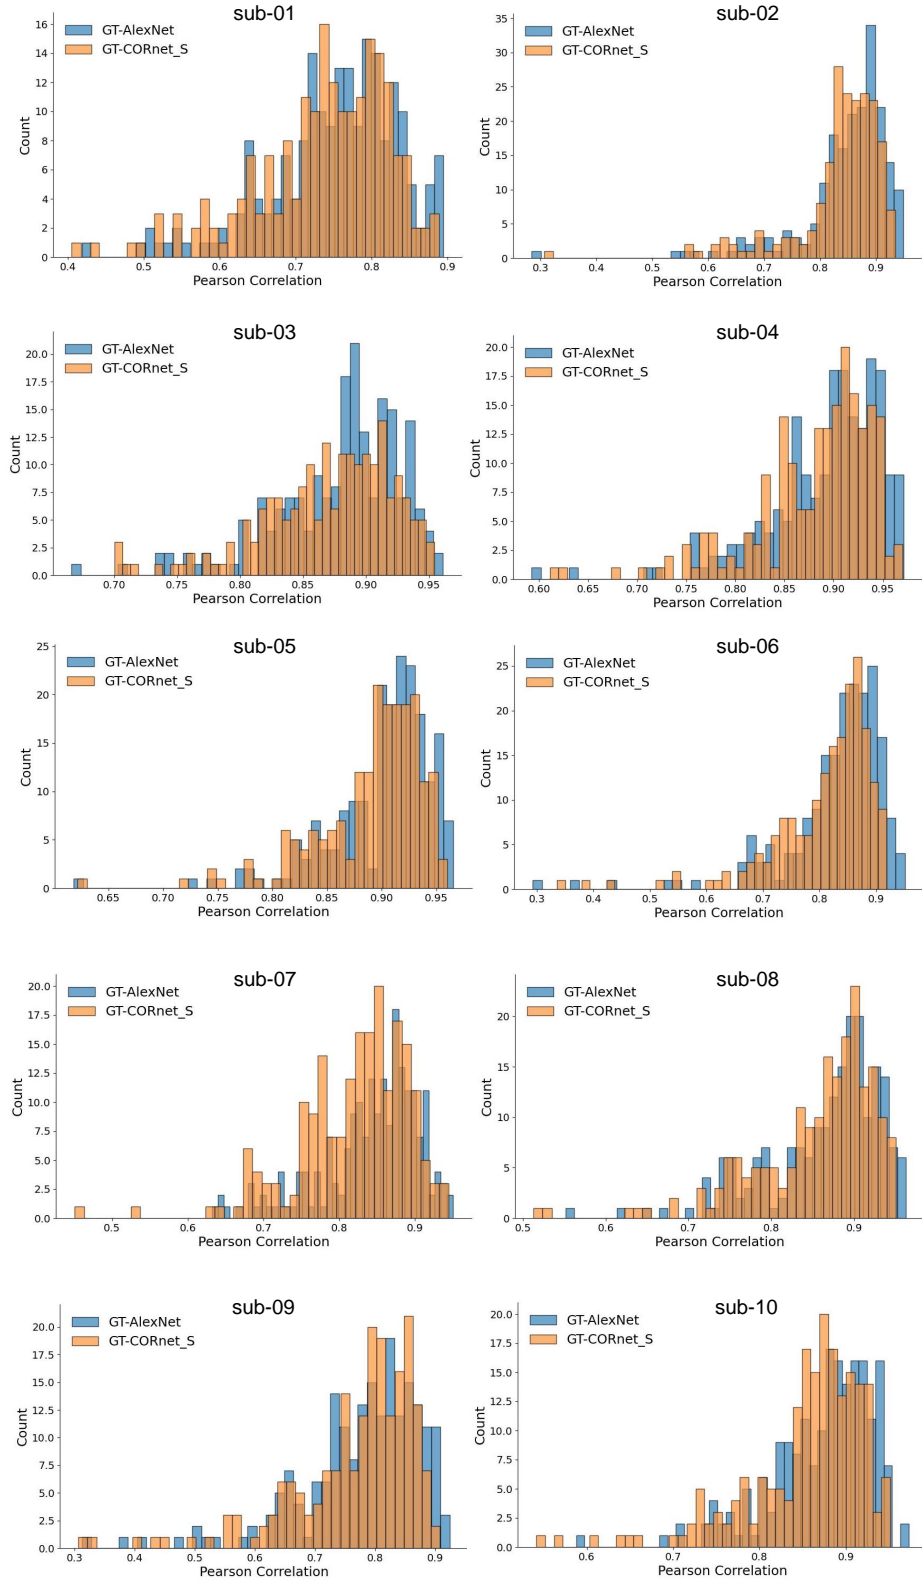 sub-01
GT-AlexNet
GT-CORnet_S
16
14
12
10
8
6
4
2
0
Count
0.4 0.5 0.6 0.7 0.8 0.9
Pearson Correlation
sub-02
GT-AlexNet
GT-CORnet_S
35
30
25
20
15
10
5
0
Count
0.3 0.4 0.5 0.6 0.7 0.8 0.9
Pearson Correlation
sub-03
GT-AlexNet
GT-CORnet_S
20.0
17.5
15.0
12.5
10.0
7.5
5.0
2.5
0.0
Count
0.70 0.75 0.80 0.85 0.90 0.95
Pearson Correlation
sub-04
GT-AlexNet
GT-CORnet_S
20.0
17.5
15.0
12.5
10.0
7.5
5.0
2.5
0.0
Count
0.60 0.65 0.70 0.75 0.80 0.85 0.90 0.95
Pearson Correlation
sub-05
GT-AlexNet
GT-CORnet_S
25
20
15
10
5
0
Count
0.65 0.70 0.75 0.80 0.85 0.90 0.95
Pearson Correlation
sub-06
GT-AlexNet
GT-CORnet_S
25
20
15
10
5
0
Count
0.3 0.4 0.5 0.6 0.7 0.8 0.9
Pearson Correlation
sub-07
GT-AlexNet
GT-CORnet_S
20.0
17.5
15.0
12.5
10.0
7.5
5.0
2.5
0.0
Count
0.5 0.6 0.7 0.8 0.9
Pearson Correlation
sub-08
GT-AlexNet
GT-CORnet_S
20
15
10
5
0
Count
0.5 0.6 0.7 0.8 0.9
Pearson Correlation
sub-09
GT-AlexNet
GT-CORnet_S
20.0
17.5
15.0
12.5
10.0
7.5
5.0
2.5
0.0
Count
0.3 0.4 0.5 0.6 0.7 0.8 0.9
Pearson Correlation
sub-10
GT-AlexNet
GT-CORnet_S
20.0
17.5
15.0
12.5
10.0
7.5
5.0
2.5
0.0
Count
0.6 0.7 0.8 0.9
Pearson Correlation